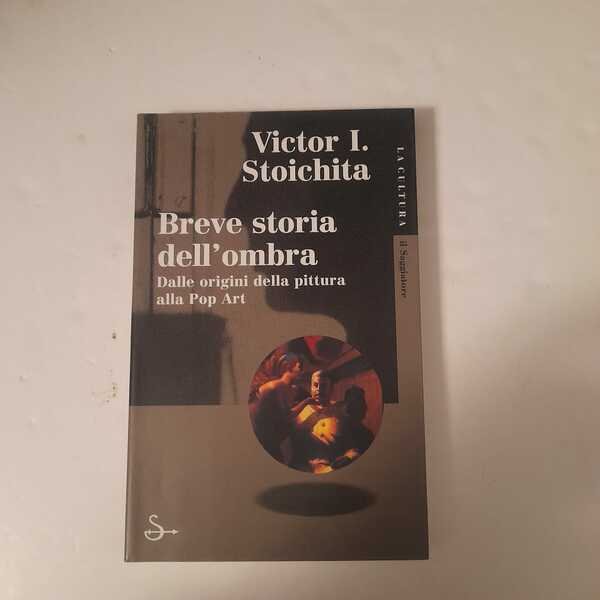 Victor I.
Stoichita
Breve storia
dell'ombra
Dalle origini della pittura
alla Pop Art
LA CULTURA
il Saggiatore